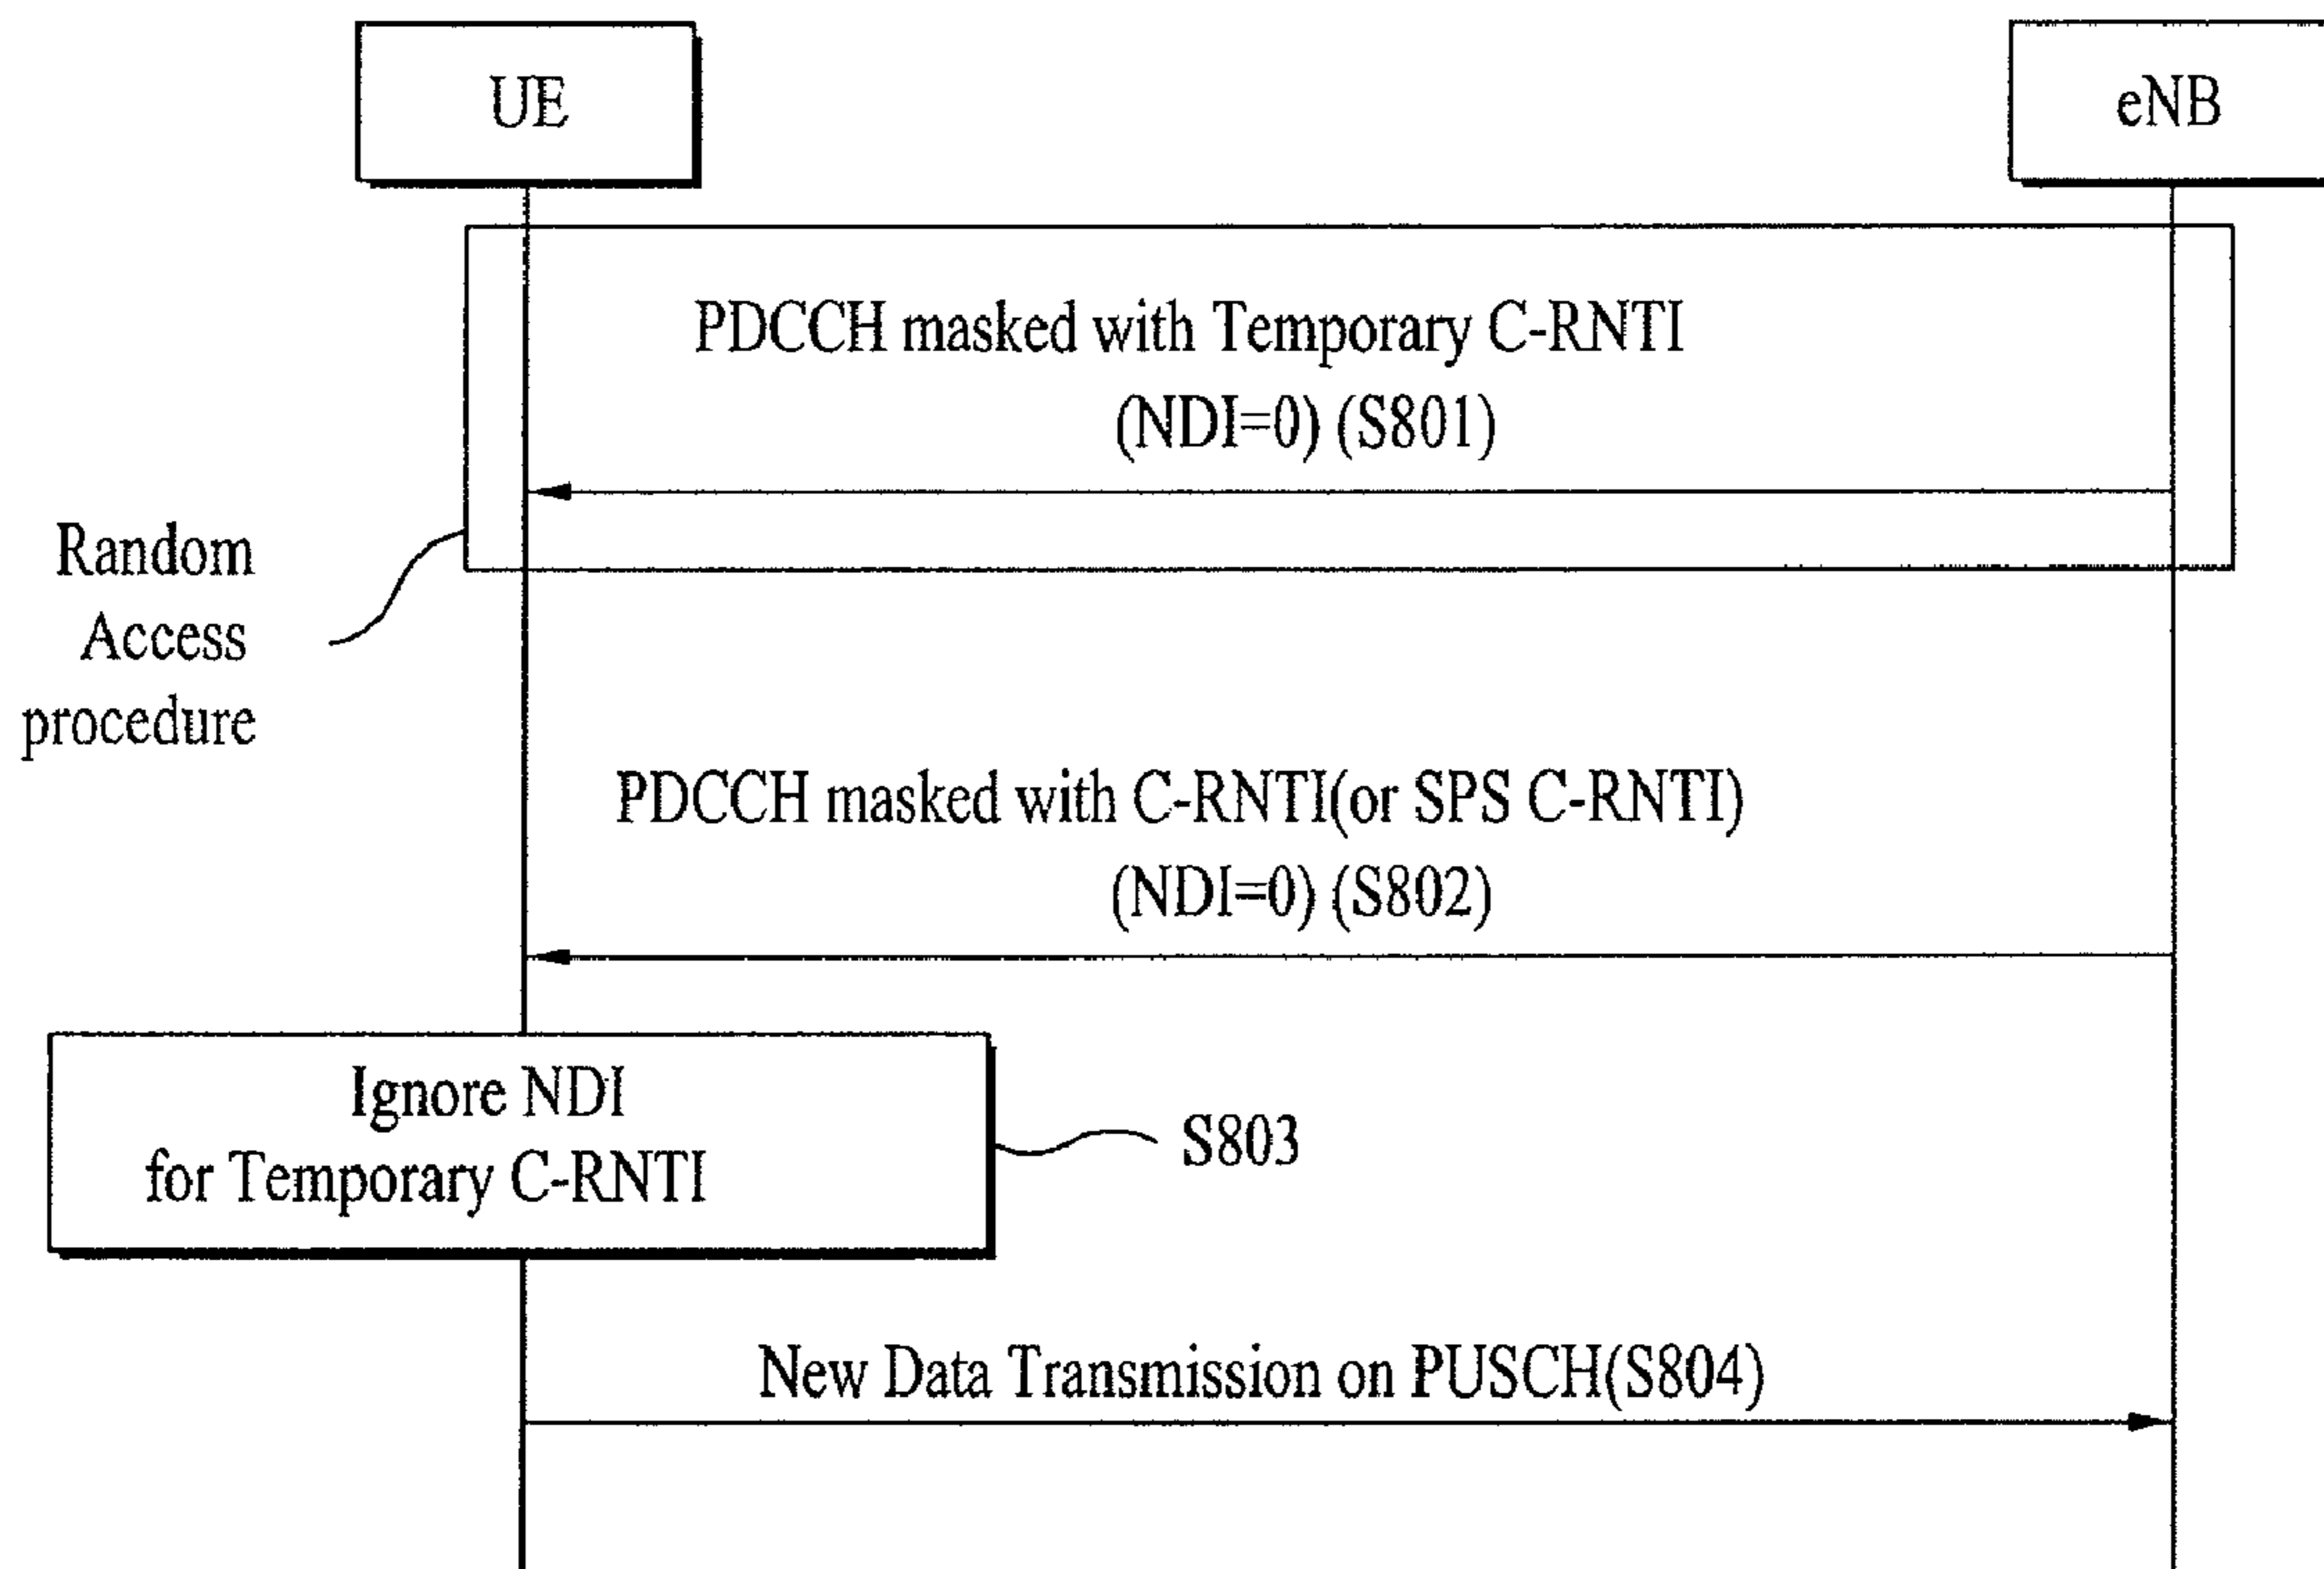 UE
eNB
PDCCH masked with Temporary C-RNTI
(NDI=0) (S801)
Random
Access
procedure
PDCCH masked with C-RNTI(or SPS C-RNTI)
(NDI=0) (S802)
Ignore NDI
for Temporary C-RNTI
S803
New Data Transmission on PUSCH(S804)